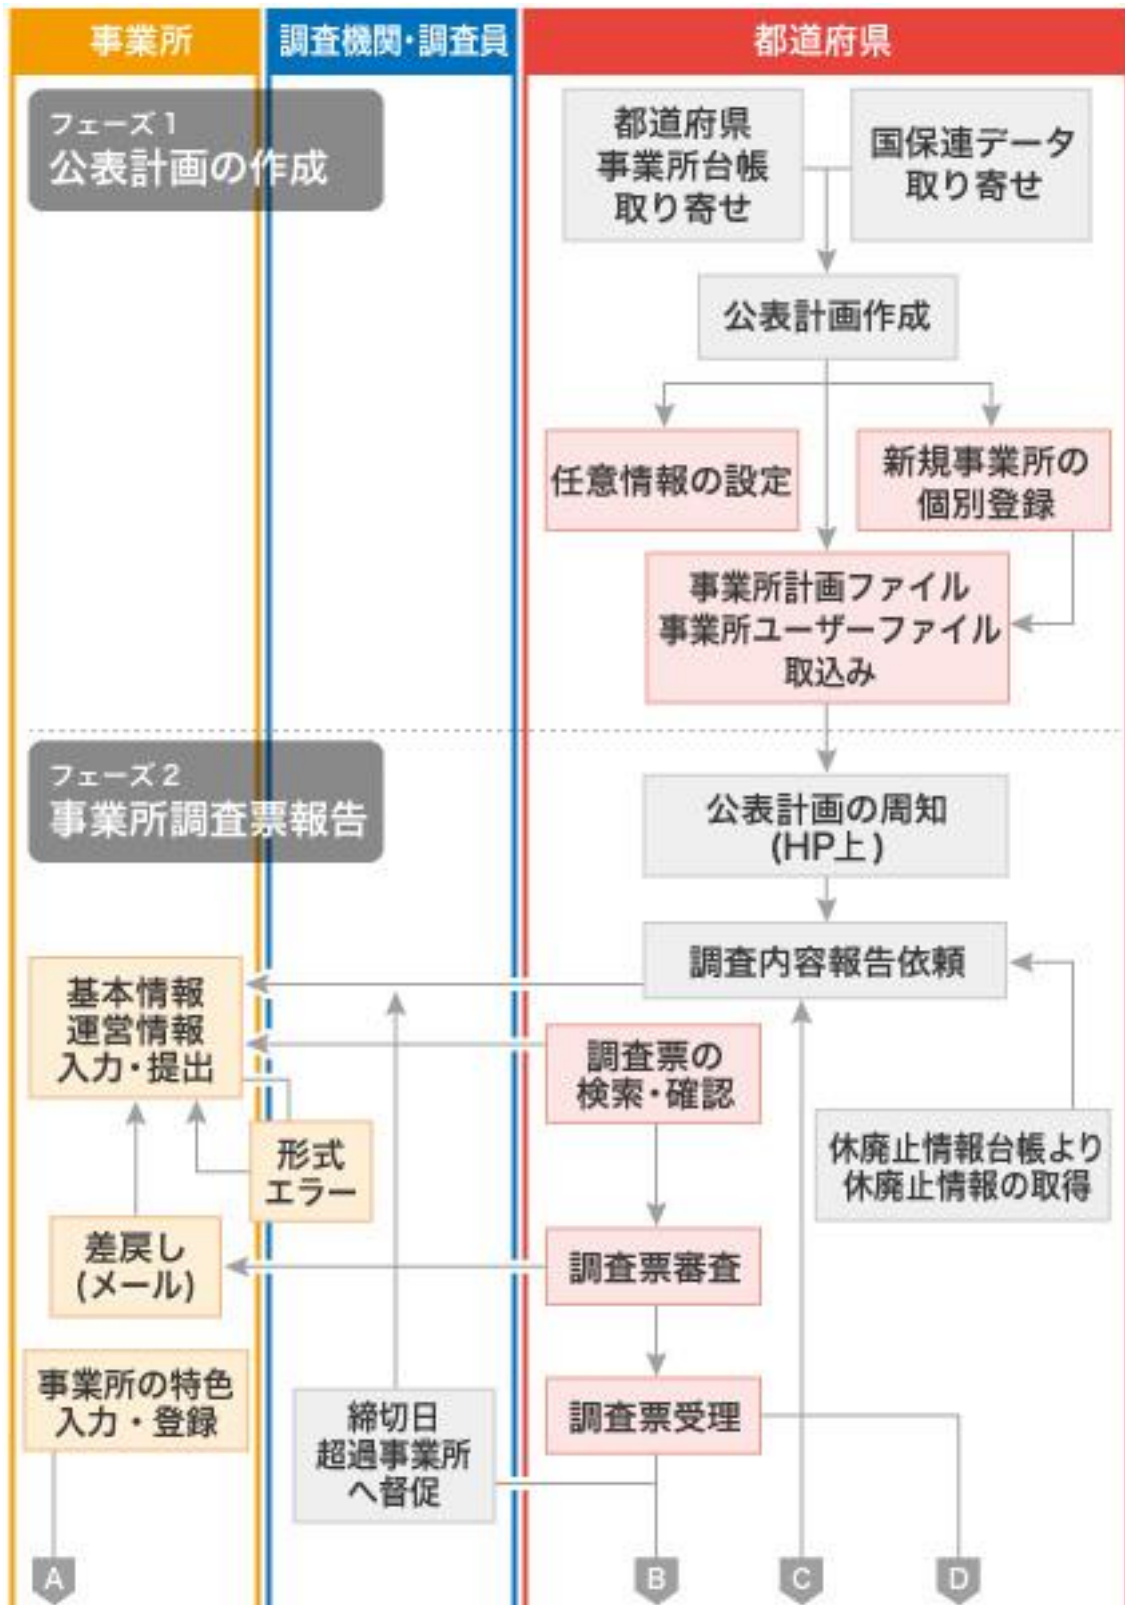 事業所
調査機関・調査員
都道府県
フェーズ1
公表計画の作成
都道府県
事業所台帳
取り寄せ
国保連データ
取り寄せ
公表計画作成
任意情報の設定
新規事業所の
個別登録
事業所計画ファイル
事業所ユーザーファイル
取込み
フェーズ2
事業所調査票報告
公表計画の周知
(HP上)
調査内容報告依頼
基本情報
運営情報
入力・提出
調査票の
検索・確認
形式
エラー
休廃止情報台帳より
休廃止情報の取得
差戻し
(メール)
調査票審査
事業所の特色
入力・登録
締切日
超過事業所
へ督促
調査票受理
A
B
C
D